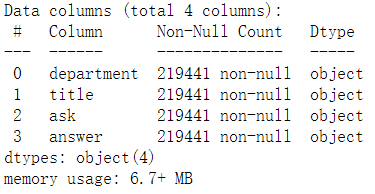 Data columns (total 4 columns):
 #   Column      Non-Null Count   Dtype
---  ------      --------------   -----
 0   department  219441 non-null  object
 1   title       219441 non-null  object
 2   ask         219441 non-null  object
 3   answer      219441 non-null  object
dtypes: object(4)
memory usage: 6.7+ MB